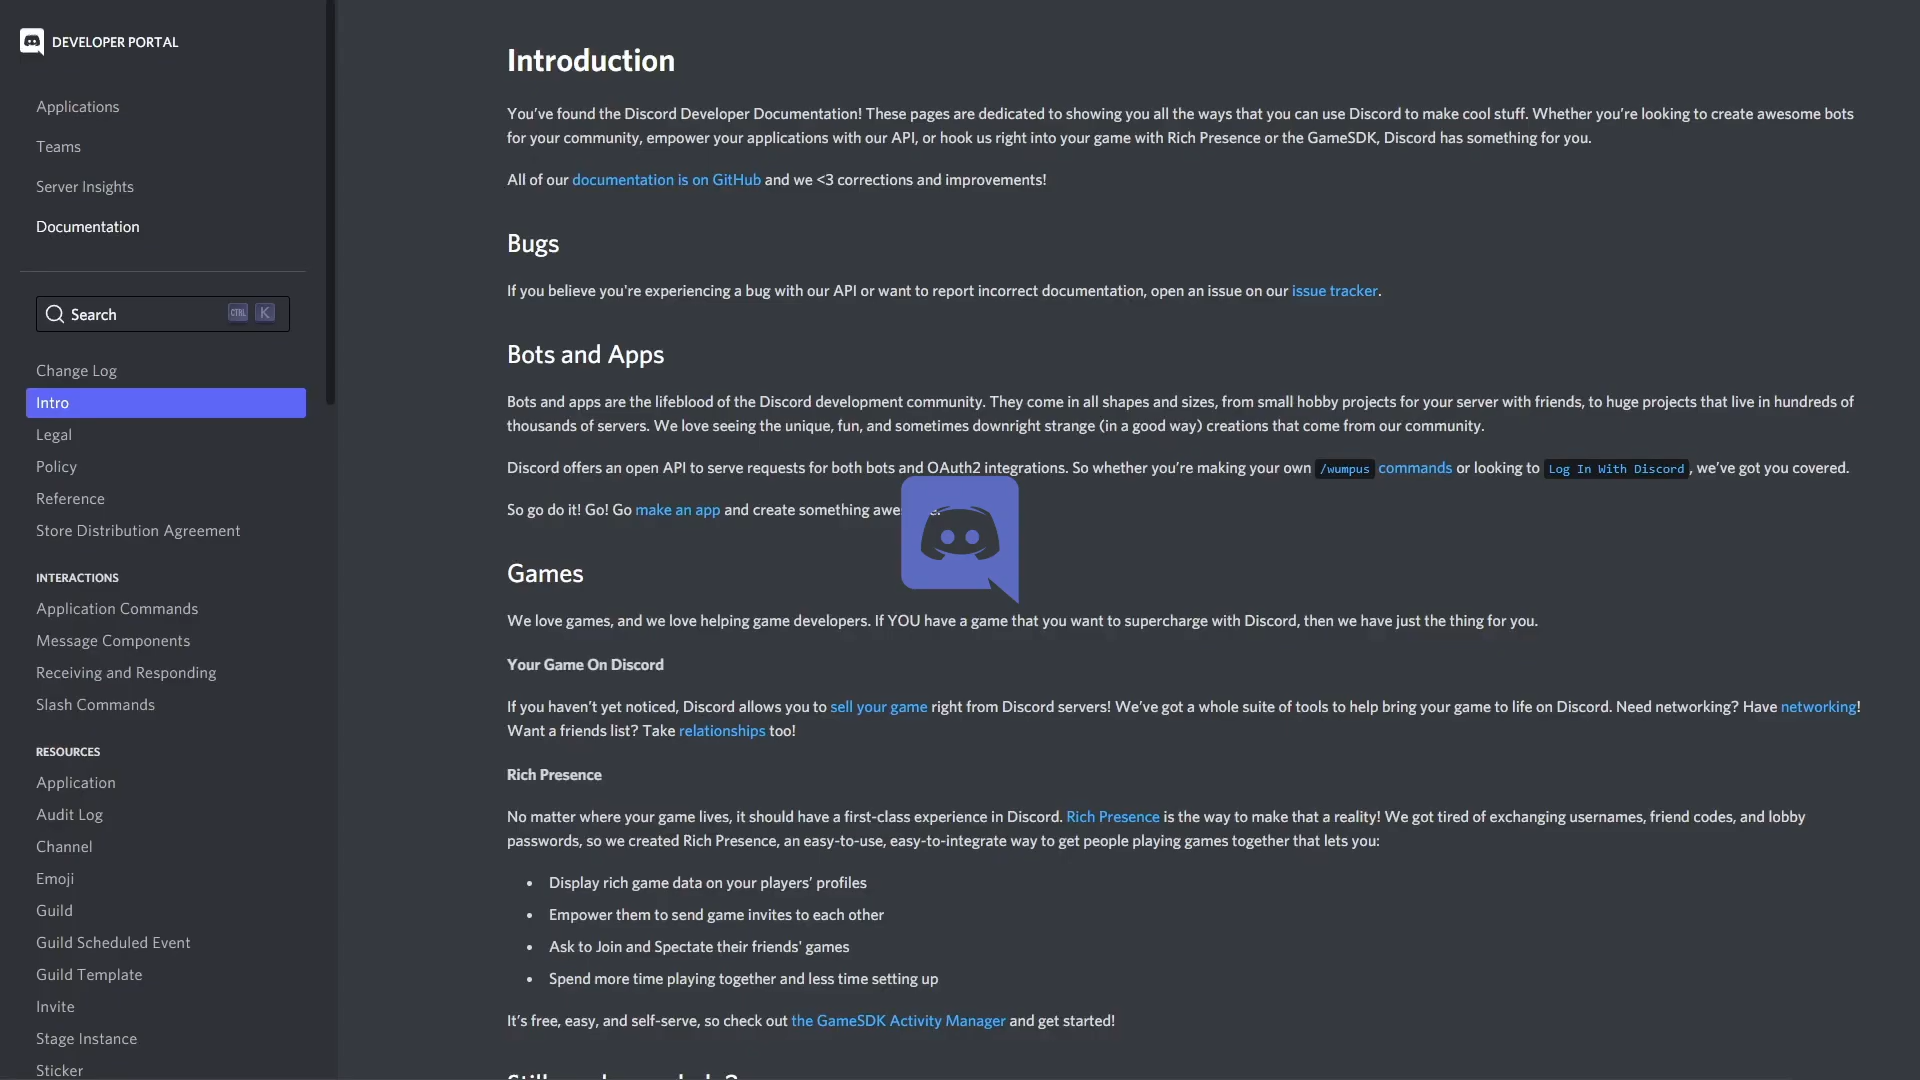 DEVELOPER PORTAL
Applications
Teams
Server Insights
Documentation
Search CTRL K
Change Log
Intro
Legal
Policy
Reference
Store Distribution Agreement
INTERACTIONS
Application Commands
Message Components
Receiving and Responding
Slash Commands
RESOURCES
Application
Audit Log
Channel
Emoji
Guild
Guild Scheduled Event
Guild Template
Invite
Stage Instance
Sticker
Introduction
You've found the Discord Developer Documentation! These pages are dedicated to showing you all the ways that you can use Discord to make cool stuff. Whether you're looking to create awesome bots
for your community, empower your applications with our API, or hook us right into your game with Rich Presence or the GameSDK, Discord has something for you.
All of our documentation is on GitHub and we <3 corrections and improvements!
Bugs
If you believe you're experiencing a bug with our API or want to report incorrect documentation, open an issue on our issue tracker.
Bots and Apps
Bots and apps are the lifeblood of the Discord development community. They come in all shapes and sizes, from small hobby projects for your server with friends, to huge projects that live in hundreds of
thousands of servers. We love seeing the unique, fun, and sometimes downright strange (in a good way) creations that come from our community.
Discord offers an open API to serve requests for both bots and OAuth2 integrations. So whether you're making your own /wumpus commands or looking to Log In With Discord, we've got you covered.
So go do it! Go! Go make an app and create something
Games
We love games, and we love helping game developers. If YOU have a game that you want to supercharge with Discord, then we have just the thing for you.
Your Game On Discord
If you haven't yet noticed, Discord allows you to sell your game right from Discord servers! We've got a whole suite of tools to help bring your game to life on Discord. Need networking? Have networking!
Want a friends list? Take relationships too!
Rich Presence
No matter where your game lives, it should have a first-class experience in Discord. Rich Presence is the way to make that a reality! We got tired of exchanging usernames, friend codes, and lobby
passwords, so we created Rich Presence, an easy-to-use, easy-to-integrate way to get people playing games together that lets you:
• Display rich game data on your players' profiles
• Empower them to send game invites to each other
• Ask to Join and Spectate their friends' games
• Spend more time playing together and less time setting up
It's free, easy, and self-serve, so check out the GameSDK Activity Manager and get started!